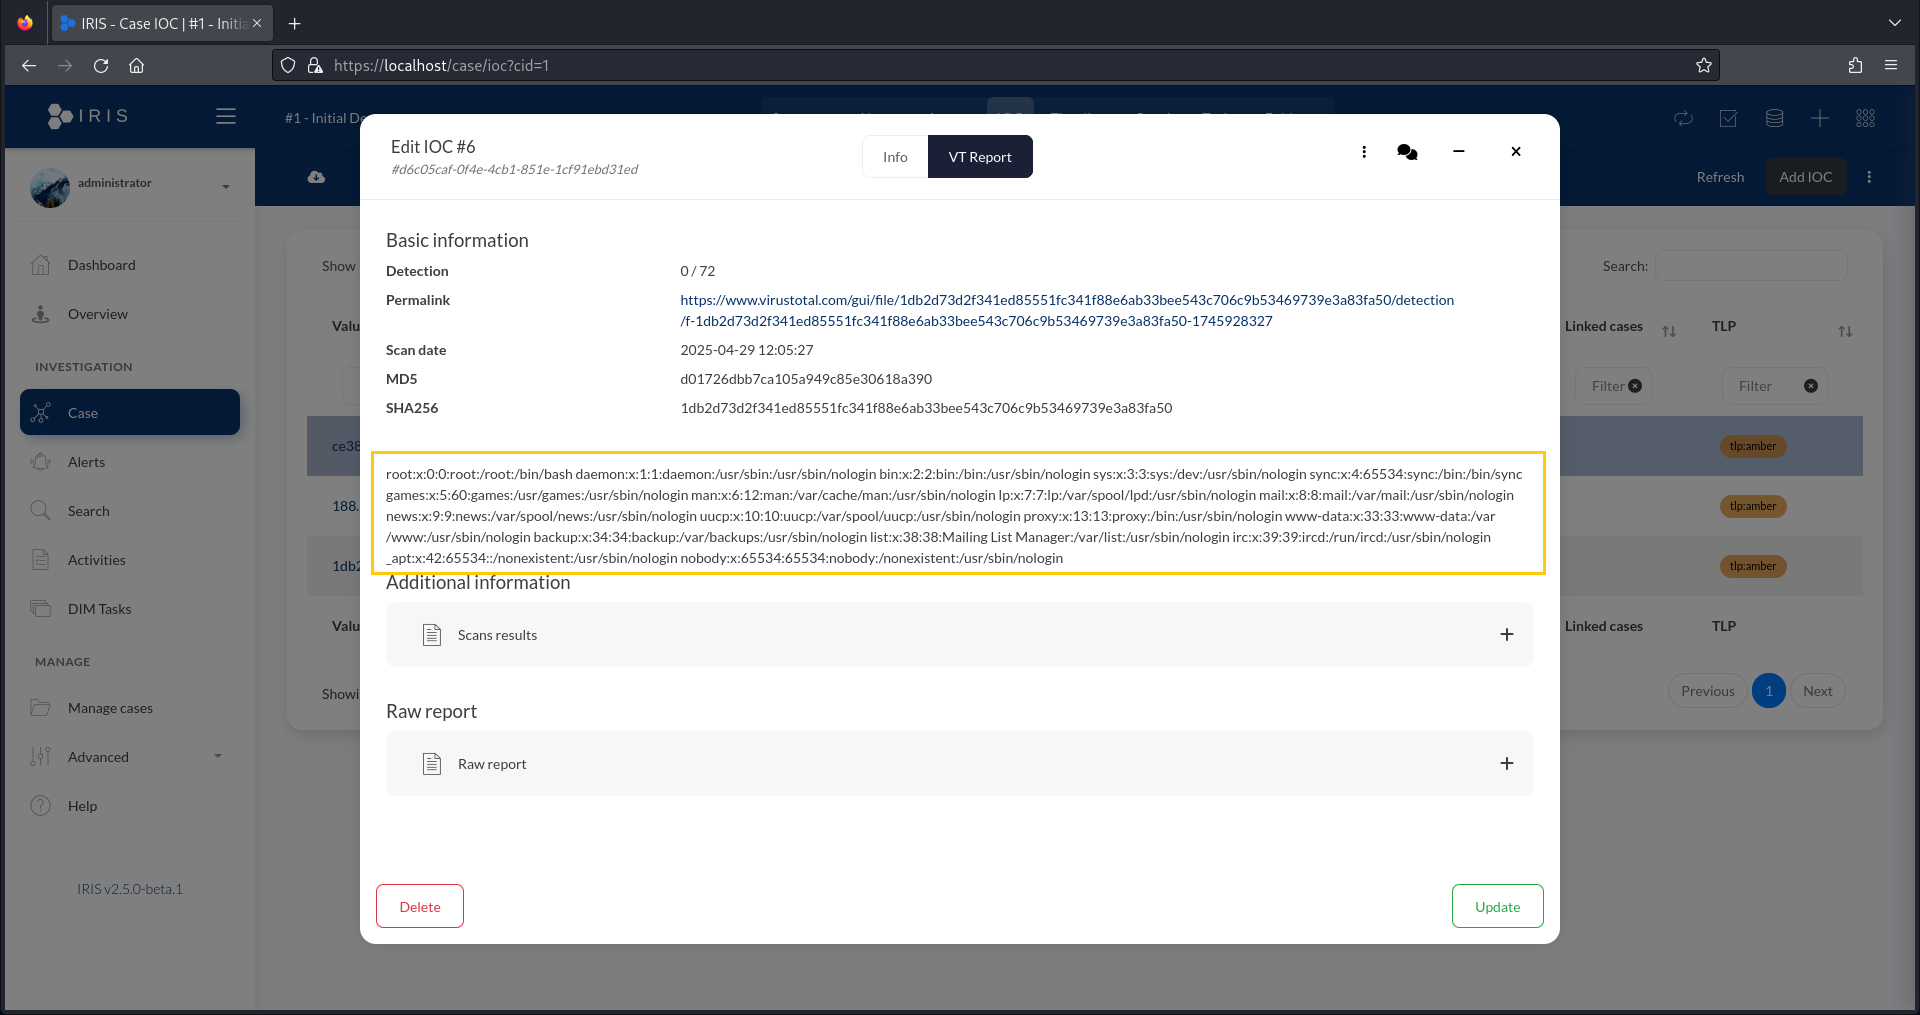 IRIS - Case IOC | #1 - Initia
https://localhost/case/ioc?cid=1
IRIS
#1 - Initial De
administrator
Refresh
Add IOC
Dashboard
Overview
INVESTIGATION
Case
Alerts
Search
Activities
DIM Tasks
MANAGE
Manage cases
Advanced
Help
IRIS v2.5.0-beta.1
Show
Search:
Valu
Linked cases
TLP
Filter
Filter
ce38
tlp:amber
188.
tlp:amber
1db2
tlp:amber
Valu
Linked cases
TLP
Showi
Previous
1
Next
Edit IOC #6
#d6c05caf-0f4e-4cb1-851e-1cf91ebd31ed
Info
VT Report
Basic information
Detection 0 / 72
Permalink https://www.virustotal.com/gui/file/1db2d73d2f341ed85551fc341f88e6ab33bee543c706c9b53469739e3a83fa50/detection
/f-1db2d73d2f341ed85551fc341f88e6ab33bee543c706c9b53469739e3a83fa50-1745928327
Scan date 2025-04-29 12:05:27
MD5 d01726dbb7ca105a949c85e30618a390
SHA256 1db2d73d2f341ed85551fc341f88e6ab33bee543c706c9b53469739e3a83fa50
root:x:0:0:root:/root:/bin/bash daemon:x:1:1:daemon:/usr/sbin:/usr/sbin/nologin bin:x:2:2:bin:/bin:/usr/sbin/nologin sys:x:3:3:sys:/dev:/usr/sbin/nologin sync:x:4:65534:sync:/bin:/bin/sync
games:x:5:60:games:/usr/games:/usr/sbin/nologin man:x:6:12:man:/var/cache/man:/usr/sbin/nologin lp:x:7:7:lp:/var/spool/lpd:/usr/sbin/nologin mail:x:8:8:mail:/var/mail:/usr/sbin/nologin
news:x:9:9:news:/var/spool/news:/usr/sbin/nologin uucp:x:10:10:uucp:/var/spool/uucp:/usr/sbin/nologin proxy:x:13:13:proxy:/bin:/usr/sbin/nologin www-data:x:33:33:www-data:/var
/www:/usr/sbin/nologin backup:x:34:34:backup:/var/backups:/usr/sbin/nologin list:x:38:38:Mailing List Manager:/var/list:/usr/sbin/nologin irc:x:39:39:ircd:/run/ircd:/usr/sbin/nologin
_apt:x:42:65534::/nonexistent:/usr/sbin/nologin nobody:x:65534:65534:nobody:/nonexistent:/usr/sbin/nologin
Additional information
Scans results
Raw report
Raw report
Delete
Update